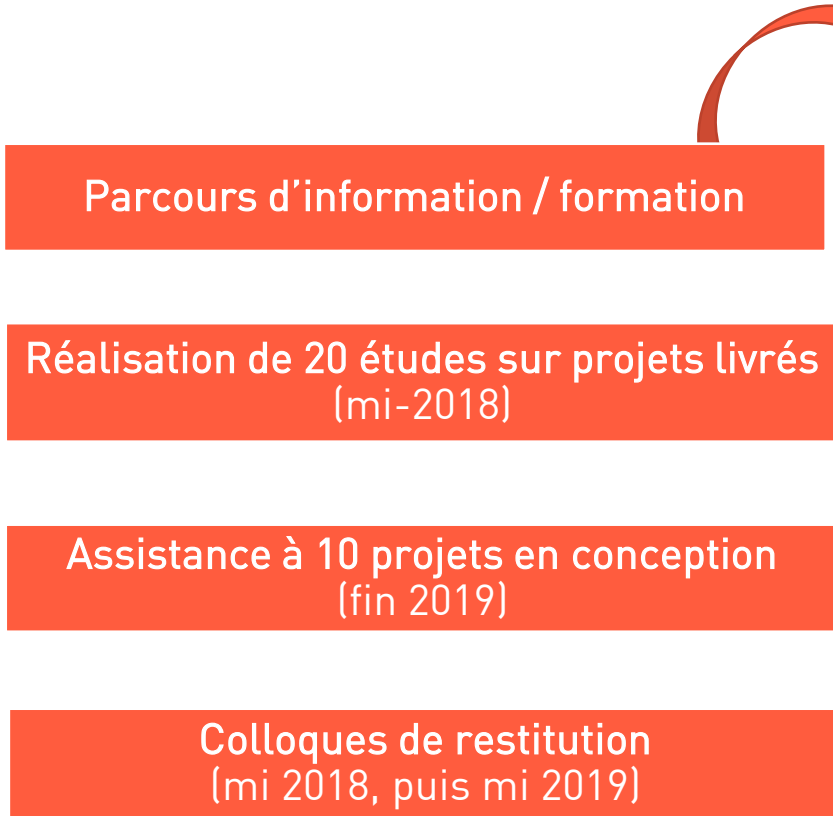 Parcours d’information / formation
Réalisation de 20 études sur projets livrés
(mi-2018)
Assistance à 10 projets en conception
(fin 2019)
Colloques de restitution
(mi 2018, puis mi 2019)